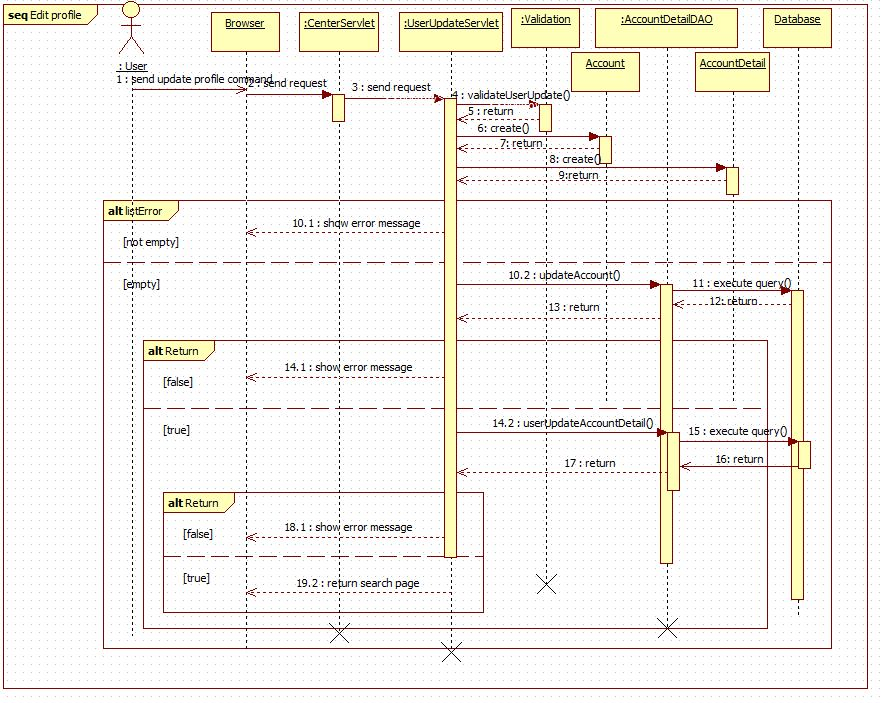 seq Edit profile
Browser
:CenterServlet
:UserUpdateServlet
:Validation
:AccountDetailDAO
Database
Account
AccountDetail
: User
1 : send update profile command
2 : send request
3 : send request
4 : validateUserUpdate()
5 : return
6: create()
7: return
8: create()
9:return
alt listError
10.1 : show error message
[not empty]
[empty]
10.2 : updateAccount()
11 : execute query()
12: return
13 : return
alt Return
14.1 : show error message
[false]
14.2 : userUpdateAccountDetail()
[true]
15 : execute query()
16: return
17 : return
alt Return
18.1 : show error message
[false]
[true]
19.2 : return search page